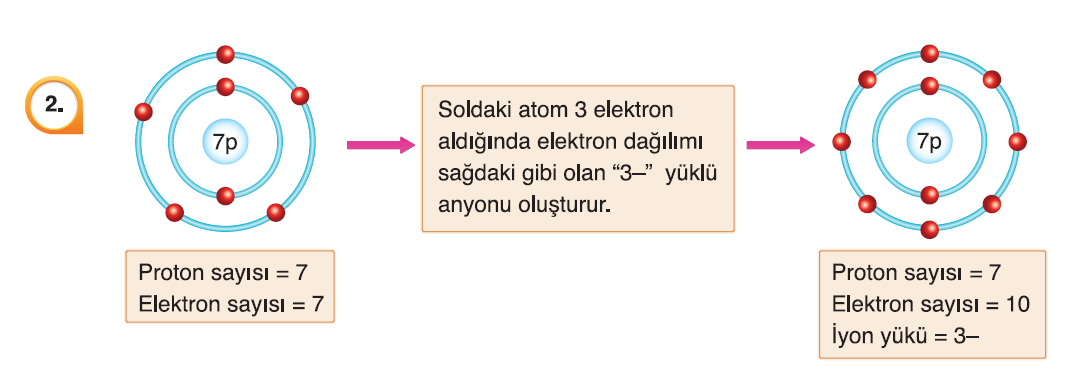 2.
7p
Proton sayısı = 7
Elektron sayısı = 7
Soldaki atom 3 elektron
aldığında elektron dağılımı
sağdaki gibi olan “3–” yüklü
anyonu oluşturur.
7p
Proton sayısı = 7
Elektron sayısı = 10
İyon yükü = 3–